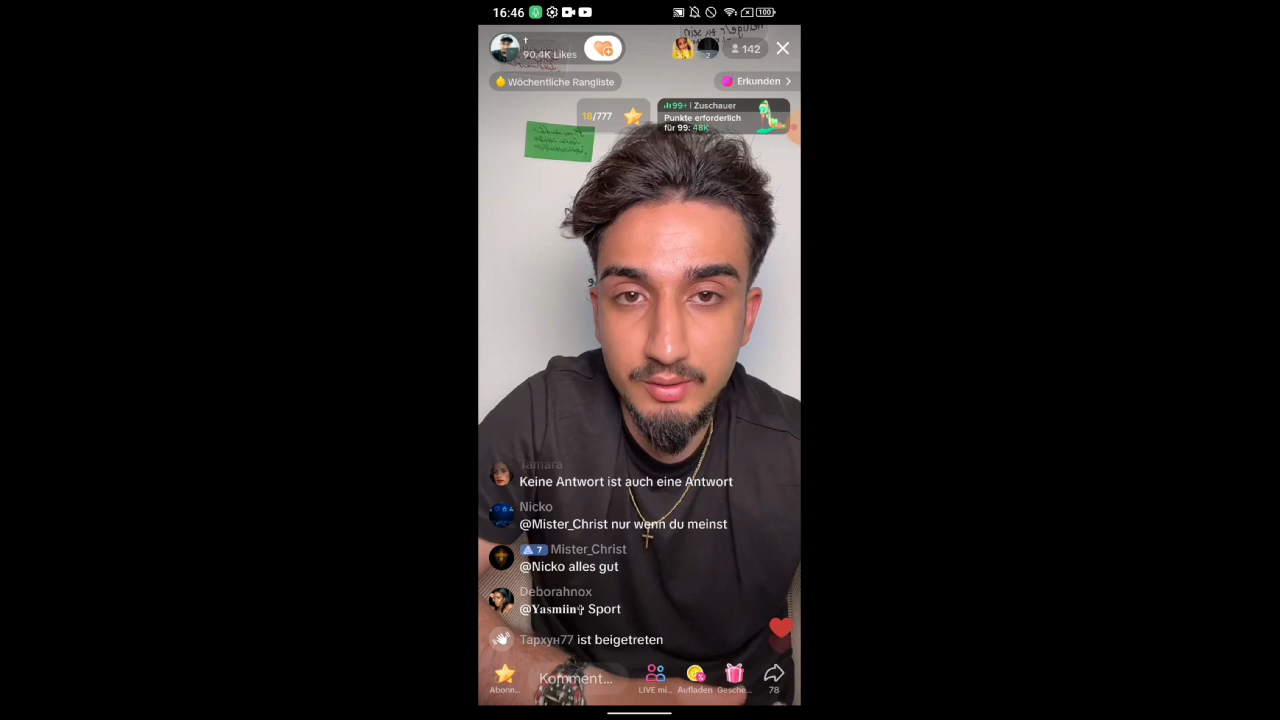 16:46
100
†
90.4K Likes
142
Wöchentliche Rangliste
Erkunden
18/777
99+ | Zuschauer
Punkte erforderlich
für 99: 48K
Tamara
Keine Antwort ist auch eine Antwort
Nicko
@Mister_Christ nur wenn du meinst
7 Mister_Christ
@Nicko alles gut
Deborahnox
@𝐘𝐚𝐬𝐦𝐢𝐢𝐧✞ Sport
Тархун77 ist beigetreten
Komment...
Abonn...
LIVE mi...
Aufladen
Gesche...
78